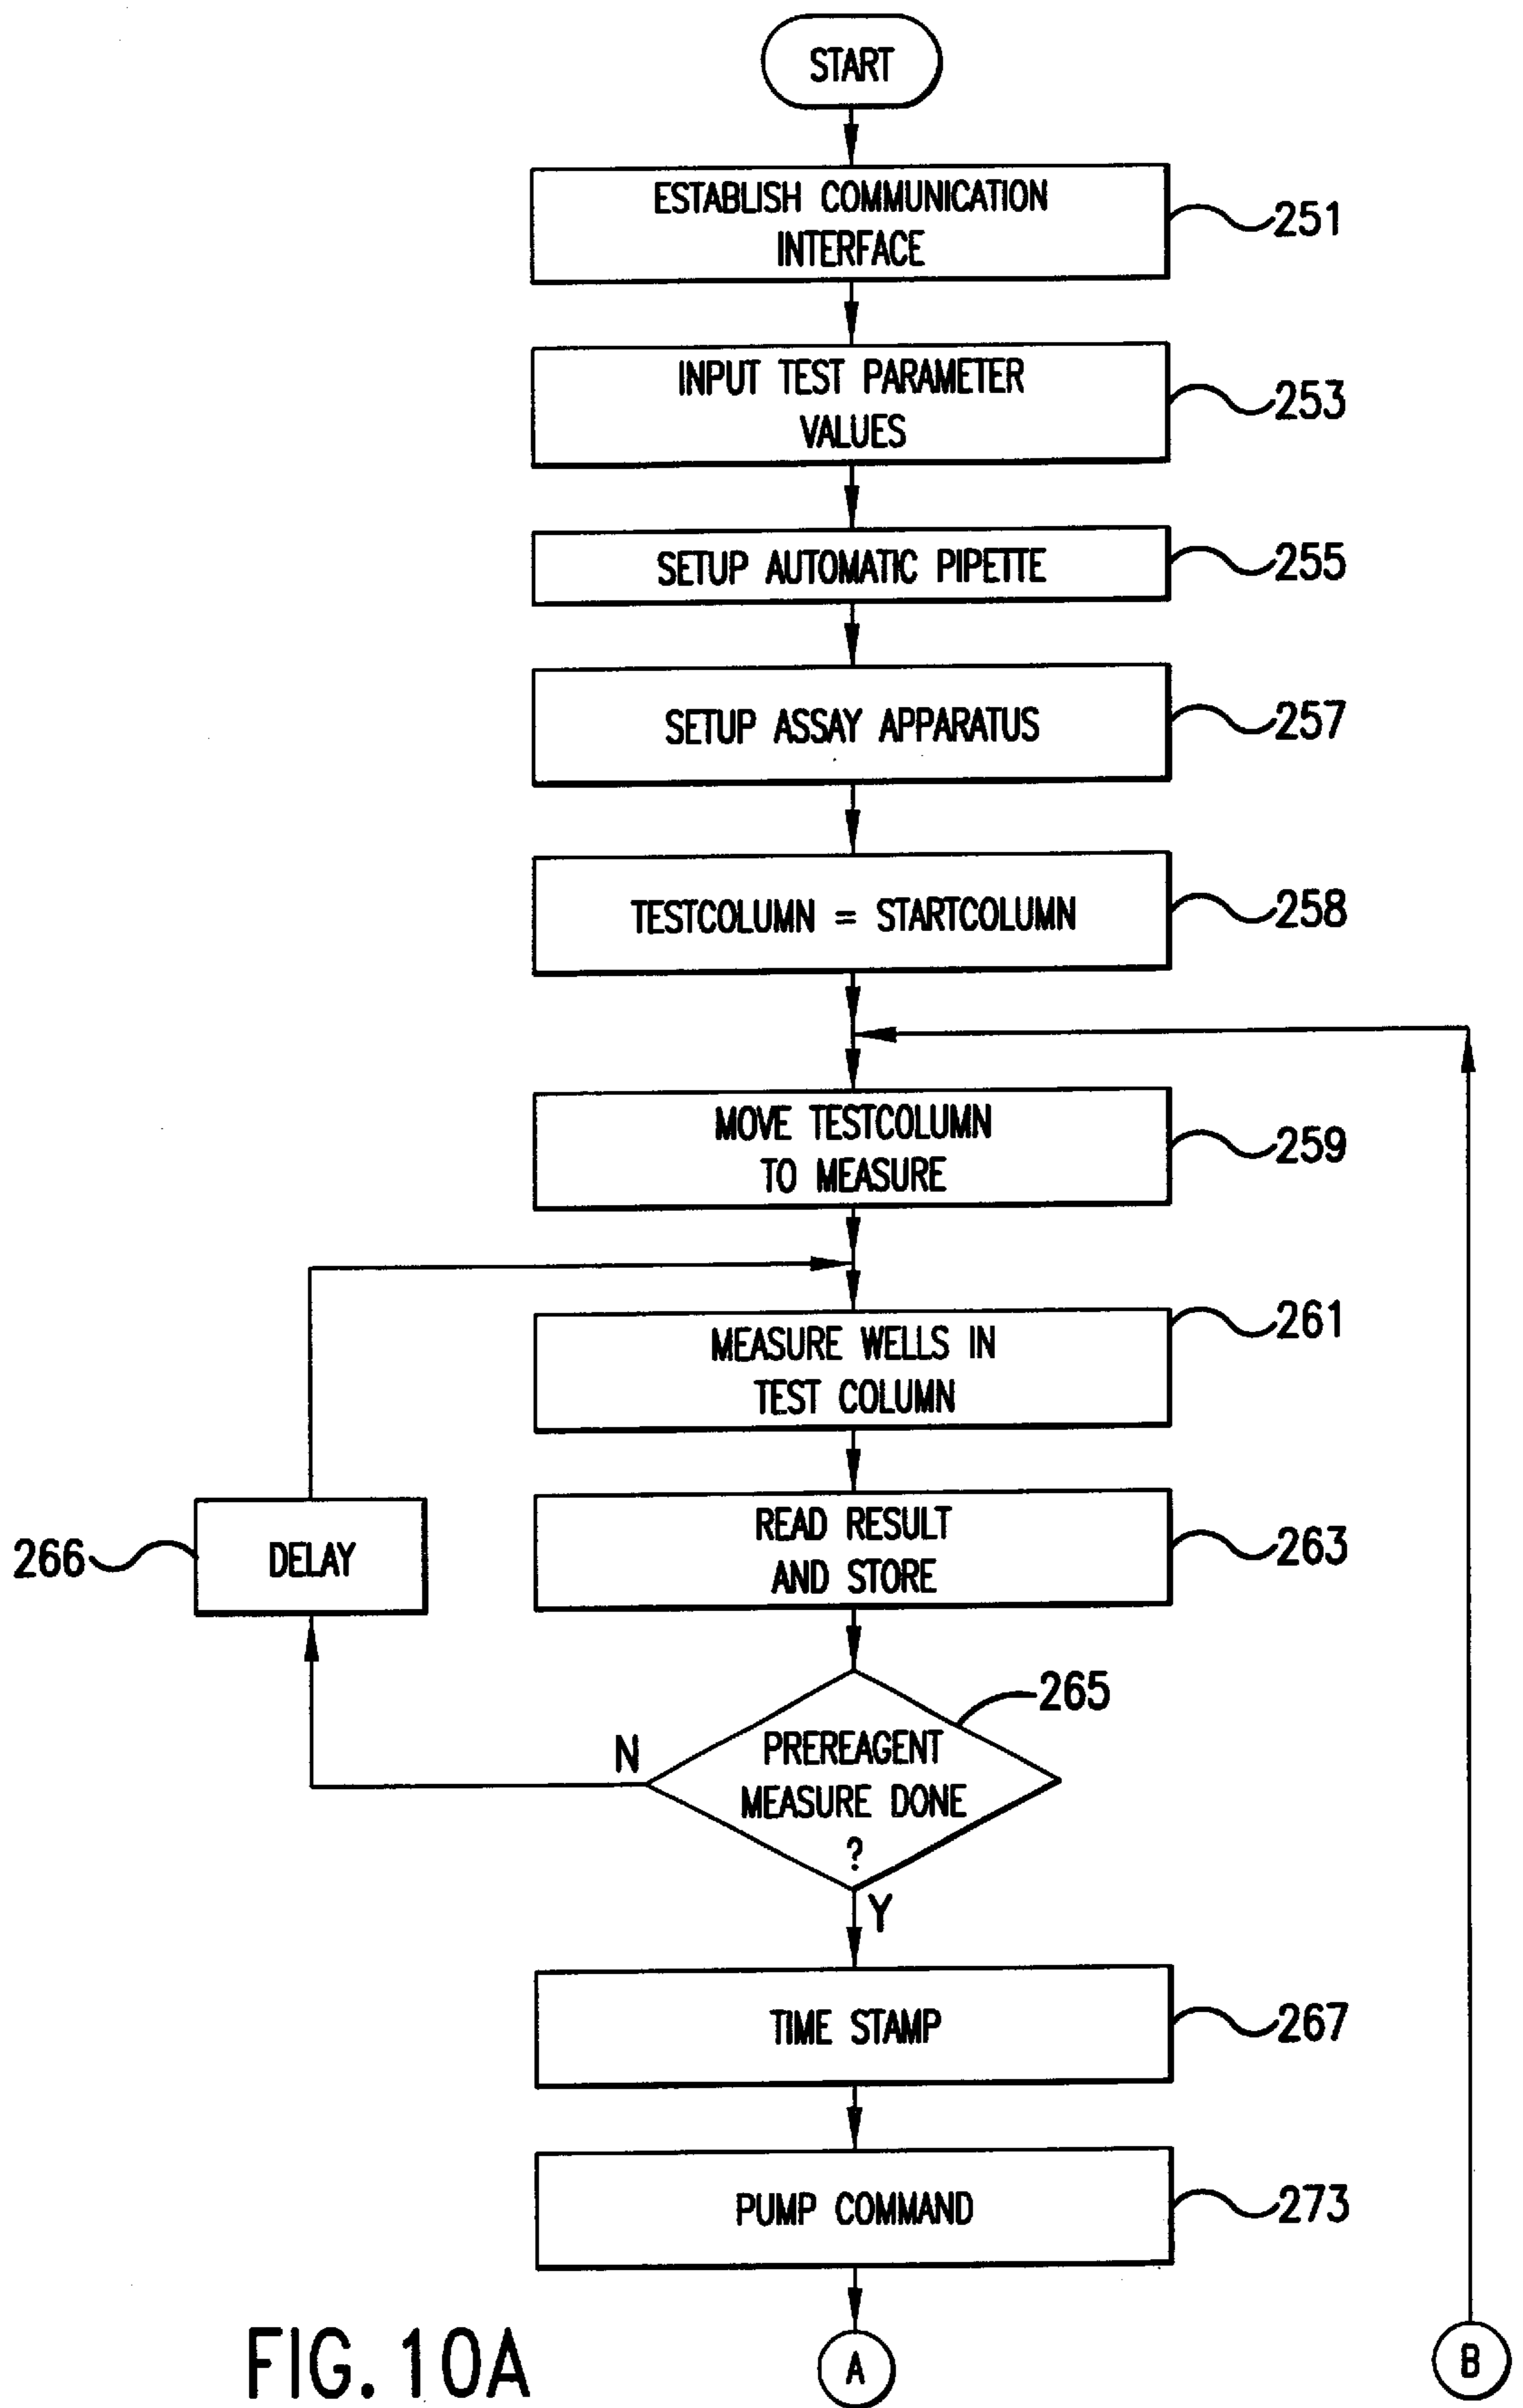 START
ESTABLISH COMMUNICATION
INTERFACE
251
INPUT TEST PARAMETER
VALUES
253
SETUP AUTOMATIC PIPETTE
255
SETUP ASSAY APPARATUS
257
TESTCOLUMN = STARTCOLUMN
258
MOVE TESTCOLUMN
TO MEASURE
259
MEASURE WELLS IN
TEST COLUMN
261
READ RESULT
AND STORE
263
266
DELAY
265
PREREAGENT
MEASURE DONE
?
N
Y
TIME STAMP
267
PUMP COMMAND
273
A
B
FIG. 10A